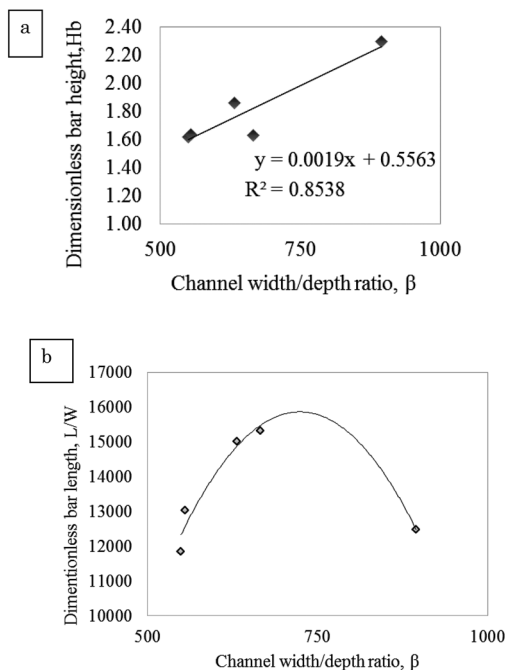 a
2.40
2.20
2.00
1.80
1.60
1.40
1.20
1.00
Dimensionless bar height,Hb
y = 0.0019x + 0.5563
R² = 0.8538
500 750 1000
Channel width/depth ratio, β
b
17000
16000
15000
14000
13000
12000
11000
10000
Dimentionless bar length, L/W
500 750 1000
Channel width/depth ratio, β